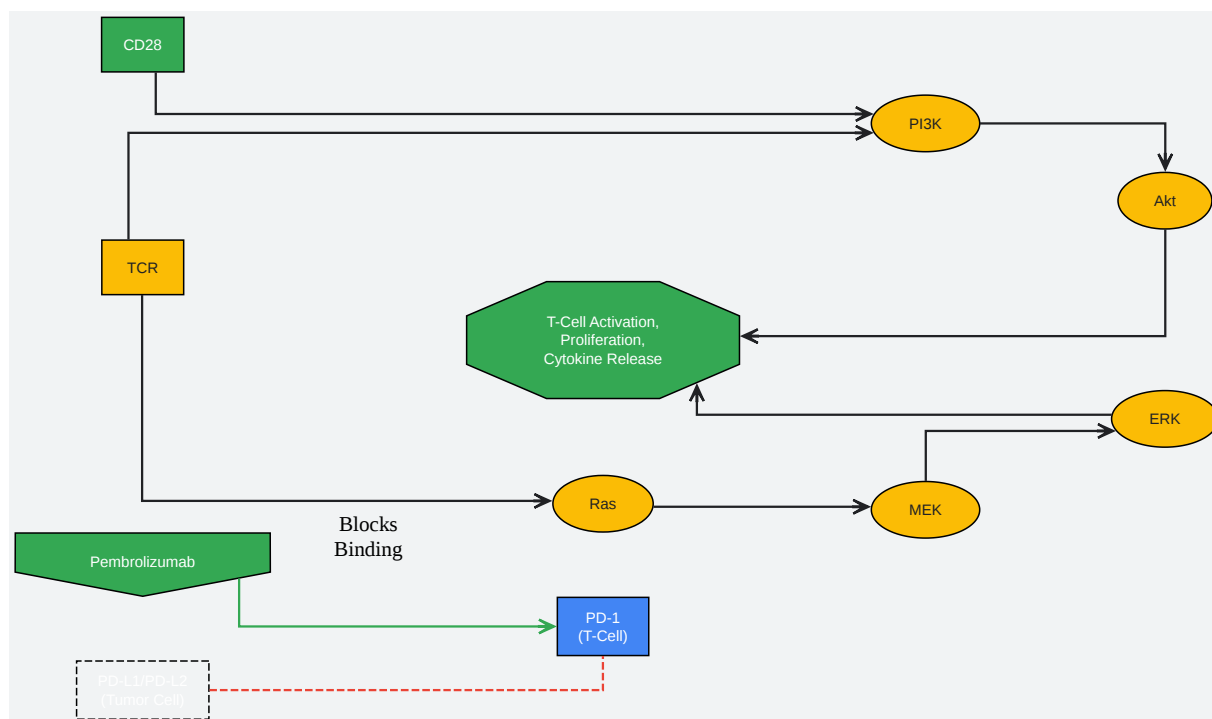 CD28
PI3K
Akt
TCR
T-Cell Activation,
Proliferation,
Cytokine Release
ERK
Ras
MEK
Blocks
Binding
Pembrolizumab
PD-1
(T-Cell)
PD-L1/PD-L2
(Tumor Cell)